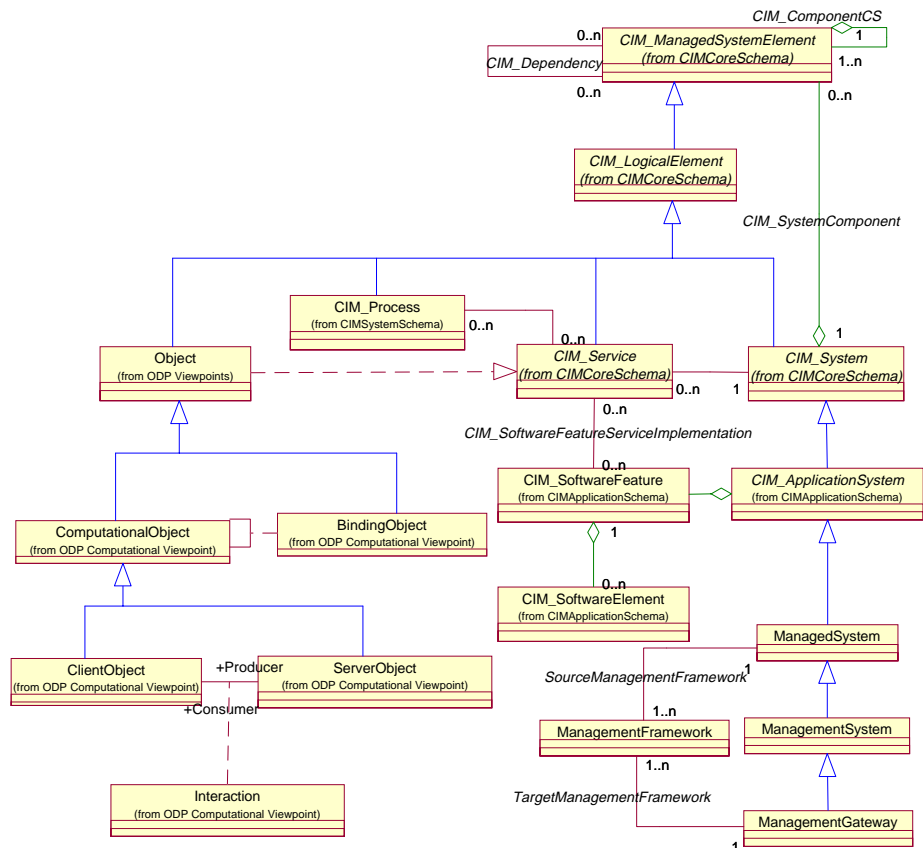 CIM_ComponentCS
0..n
1
CIM_ManagedSystemElement
(from CIMCoreSchema)
1..n
CIM_Dependency
0..n
0..n
CIM_LogicalElement
(from CIMCoreSchema)
CIM_SystemComponent
CIM_Process
(from CIMSystemSchema)
0..n
0..n
1
Object
(from ODP Viewpoints)
CIM_Service
(from CIMCoreSchema)
CIM_System
(from CIMCoreSchema)
0..n
1
0..n
CIM_SoftwareFeatureServiceImplementation
0..n
CIM_SoftwareFeature
(from CIMApplicationSchema)
CIM_ApplicationSystem
(from CIMApplicationSchema)
ComputationalObject
(from ODP Computational Viewpoint)
BindingObject
(from ODP Computational Viewpoint)
1
0..n
CIM_SoftwareElement
(from CIMApplicationSchema)
ManagedSystem
ClientObject
(from ODP Computational Viewpoint)
+Producer
ServerObject
(from ODP Computational Viewpoint)
1
SourceManagementFramework
+Consumer
1..n
ManagementFramework
ManagementSystem
1..n
Interaction
(from ODP Computational Viewpoint)
TargetManagementFramework
ManagementGateway
1